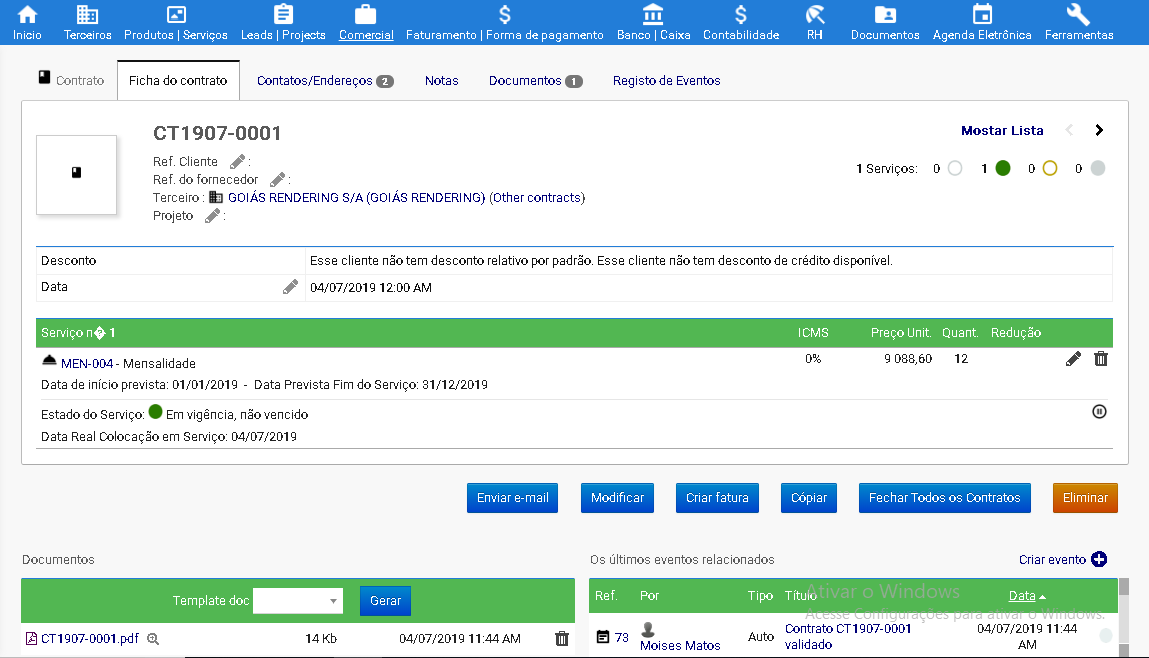 Início Terceiros Produtos | Serviços Leads | Projects Comercial Faturamento | Forma de pagamento Banco | Caixa Contabilidade RH Documentos Agenda Eletrônica Ferramentas
Contrato Ficha do contrato Contatos/Endereços 2 Notas Documentos 1 Registo de Eventos
CT1907-0001
Mostar Lista
Ref. Cliente :
1 Serviços: 0 1 0 0
Ref. do fornecedor :
Terceiro : GOIÁS RENDERING S/A (GOIÁS RENDERING) (Other contracts)
Projeto :
Desconto Esse cliente não tem desconto relativo por padrão. Esse cliente não tem desconto de crédito disponível.
Data 04/07/2019 12:00 AM
Serviço n� 1 ICMS Preço Unit. Quant. Redução
MEN-004 - Mensalidade 0% 9 088,60 12
Data de início prevista: 01/01/2019 - Data Prevista Fim do Serviço: 31/12/2019
Estado do Serviço: Em vigência, não vencido
Data Real Colocação em Serviço: 04/07/2019
Enviar e-mail Modificar Criar fatura Cópiar Fechar Todos os Contratos Eliminar
Documentos
Os últimos eventos relacionados Criar evento
Template doc Gerar
Ref. Por Tipo Título Data
Ativar o Windows
Acesse Configurações para ativar o Windows.
CT1907-0001.pdf 14 Kb 04/07/2019 11:44 AM
73 Moises Matos Auto Contrato CT1907-0001 validado 04/07/2019 11:44 AM